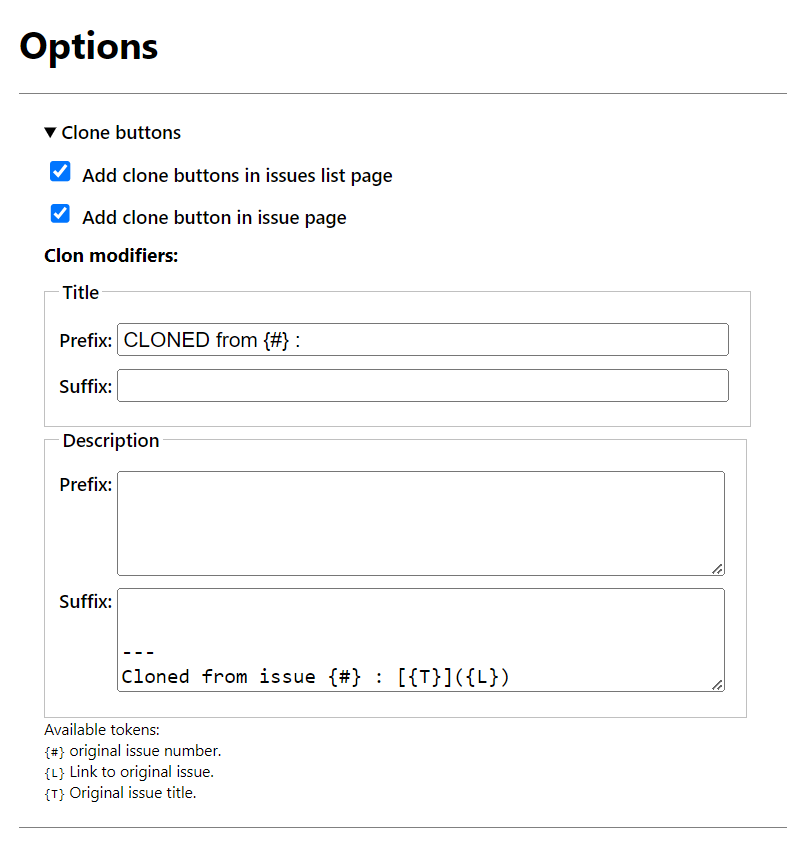 Options
▼ Clone buttons
Add clone buttons in issues list page
Add clone button in issue page
Clon modifiers:
Title
Prefix: CLONED from {#} :
Suffix:
Description
Prefix:
Suffix:
---
Cloned from issue {#} : [{T}]({L})
Available tokens:
{#} original issue number.
{L} Link to original issue.
{T} Original issue title.